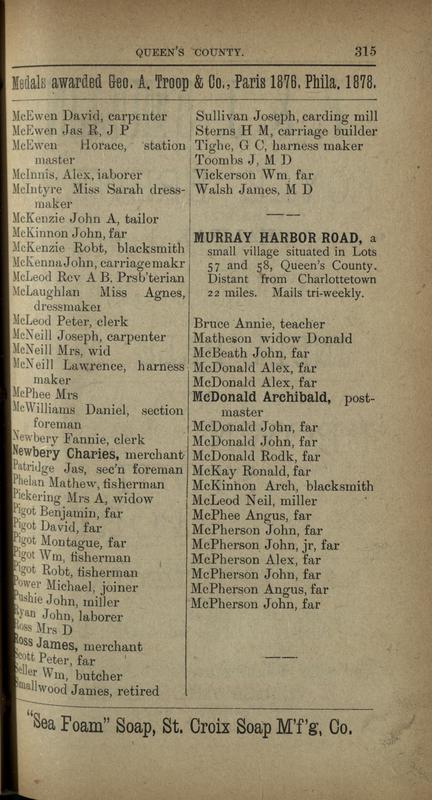 QUEEN'S COUNTY. 315
Medals awarded Geo. A. Troop & Co., Paris 1876, Phila. 1878.
McEwen David, carpenter
McEwen Jas R, J P
McEwen Horace, station
master
McInnis, Alex, laborer
McIntyre Miss Sarah dress-
maker
McKenzie John A, tailor
McKinnon John, far
McKenzie Robt, blacksmith
McKenna John, carriagemakr
McLeod Rev A B, Prsb'terian
McLaughlan Miss Agnes,
dressmaker
McLeod Peter, clerk
McNeill Joseph, carpenter
McNeill Mrs, wid
McNeill Lawrence, harness
maker
McPhee Mrs
McWilliams Daniel, section
foreman
Newbery Fannie, clerk
Newbery Charies, merchant
Patridge Jas, sec'n foreman
Phelan Mathew, fisherman
Pickering Mrs A, widow
Pigot Benjamin, far
Pigot David, far
Pigot Montague, far
Pigot Wm, fisherman
Pigot Robt, fisherman
Power Michael, joiner
Pushie John, miller
Ryan John, laborer
Ross Mrs D
Ross James, merchant
Scott Peter, far
Seller Wm, butcher
Smallwood James, retired
Sullivan Joseph, carding mill
Sterns H M, carriage builder
Tighe, G C, harness maker
Toombs J, M D
Vickerson Wm, far
Walsh James, M D
MURRAY HARBOR ROAD, a
small village situated in Lots
57 and 58, Queen's County.
Distant from Charlottetown
22 miles. Mails tri-weekly.
Bruce Annie, teacher
Matheson widow Donald
McBeath John, far
McDonald Alex, far
McDonald Alex, far
McDonald Archibald, post-
master
McDonald John, far
McDonald John, far
McDonald Rodk, far
McKay Ronald, far
McKinnon Arch, blacksmith
McLeod Neil, miller
McPhee Angus, far
McPherson John, far
McPherson John, jr, far
McPherson Alex, far
McPherson John, far
McPherson Angus, far
McPherson John, far
"Sea Foam" Soap, St. Croix Soap M'f'g, Co.